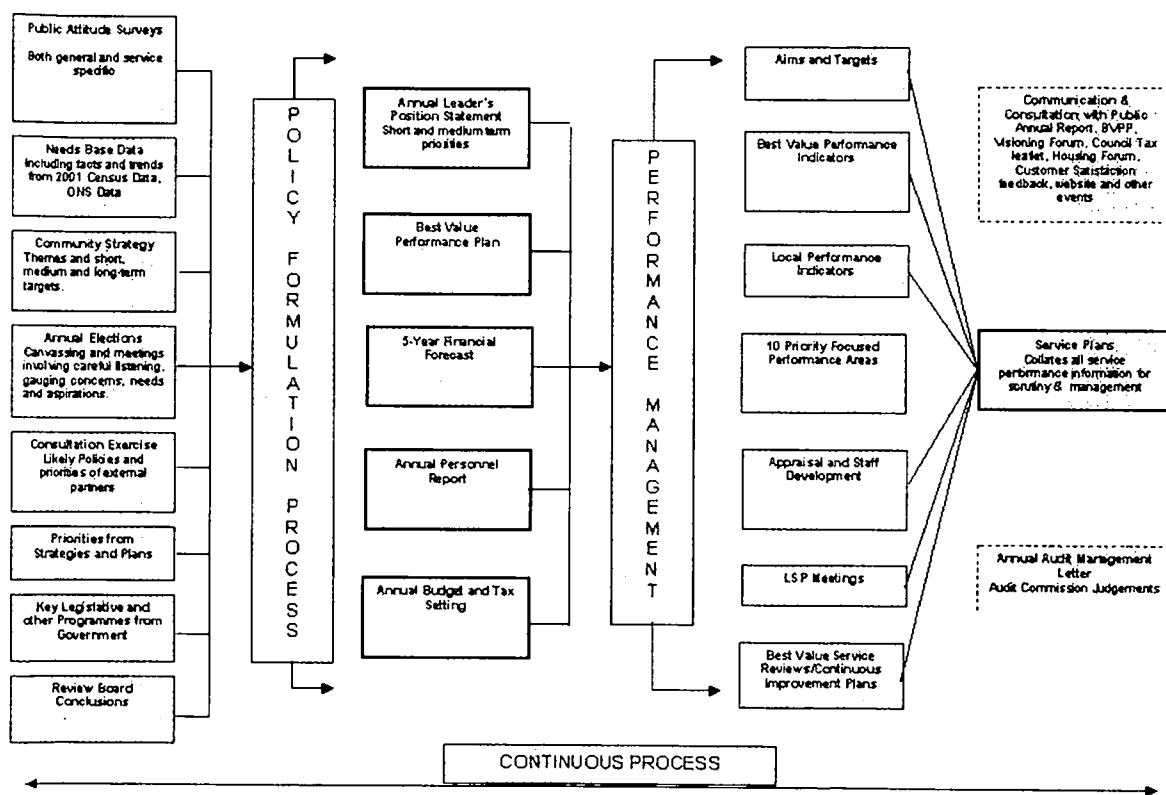 Public Attitude Surveys
Both general and service
specific
Needs Base Data
including facts and trends
from 2001 Census Data,
ONS Data
Community Strategy
Themes and short,
medium and long-term
targets.
Annual Elections
Canvassing and meetings
involving careful listening,
gauging concerns, needs
and aspirations.
Consultation Exercise
Likely Policies and
priorities of external
partners
Priorities from
Strategies and Plans
Key Legislative and
other Programmes from
Government
Review Board
Conclusions
POLICY FORMULATION PROCESS
Annual Leader's
Position Statement
Short and medium term
priorities
Best Value
Performance Plan
5-Year Financial
Forecast
Annual Personnel
Report
Annual Budget and Tax
Setting
PERFORMANCE MANAGEMENT
Aims and Targets
Best Value Performance
Indicators
Local Performance
Indicators
10 Priority Focused
Performance Areas
Appraisal and Staff
Development
LSP Meetings
Best Value Service
Reviews/Continuous
Improvement Plans
Communication &
Consultation with Public
Annual Report, BVPP,
Visioning Forum, Council Tax
leaflet, Housing Forum,
Customer Satisfaction
feedback, website and other
events
Service Plans
Collates all service
performance information for
scrutiny & management
Annual Audit Management
Letter
Audit Commission Judgements
CONTINUOUS PROCESS